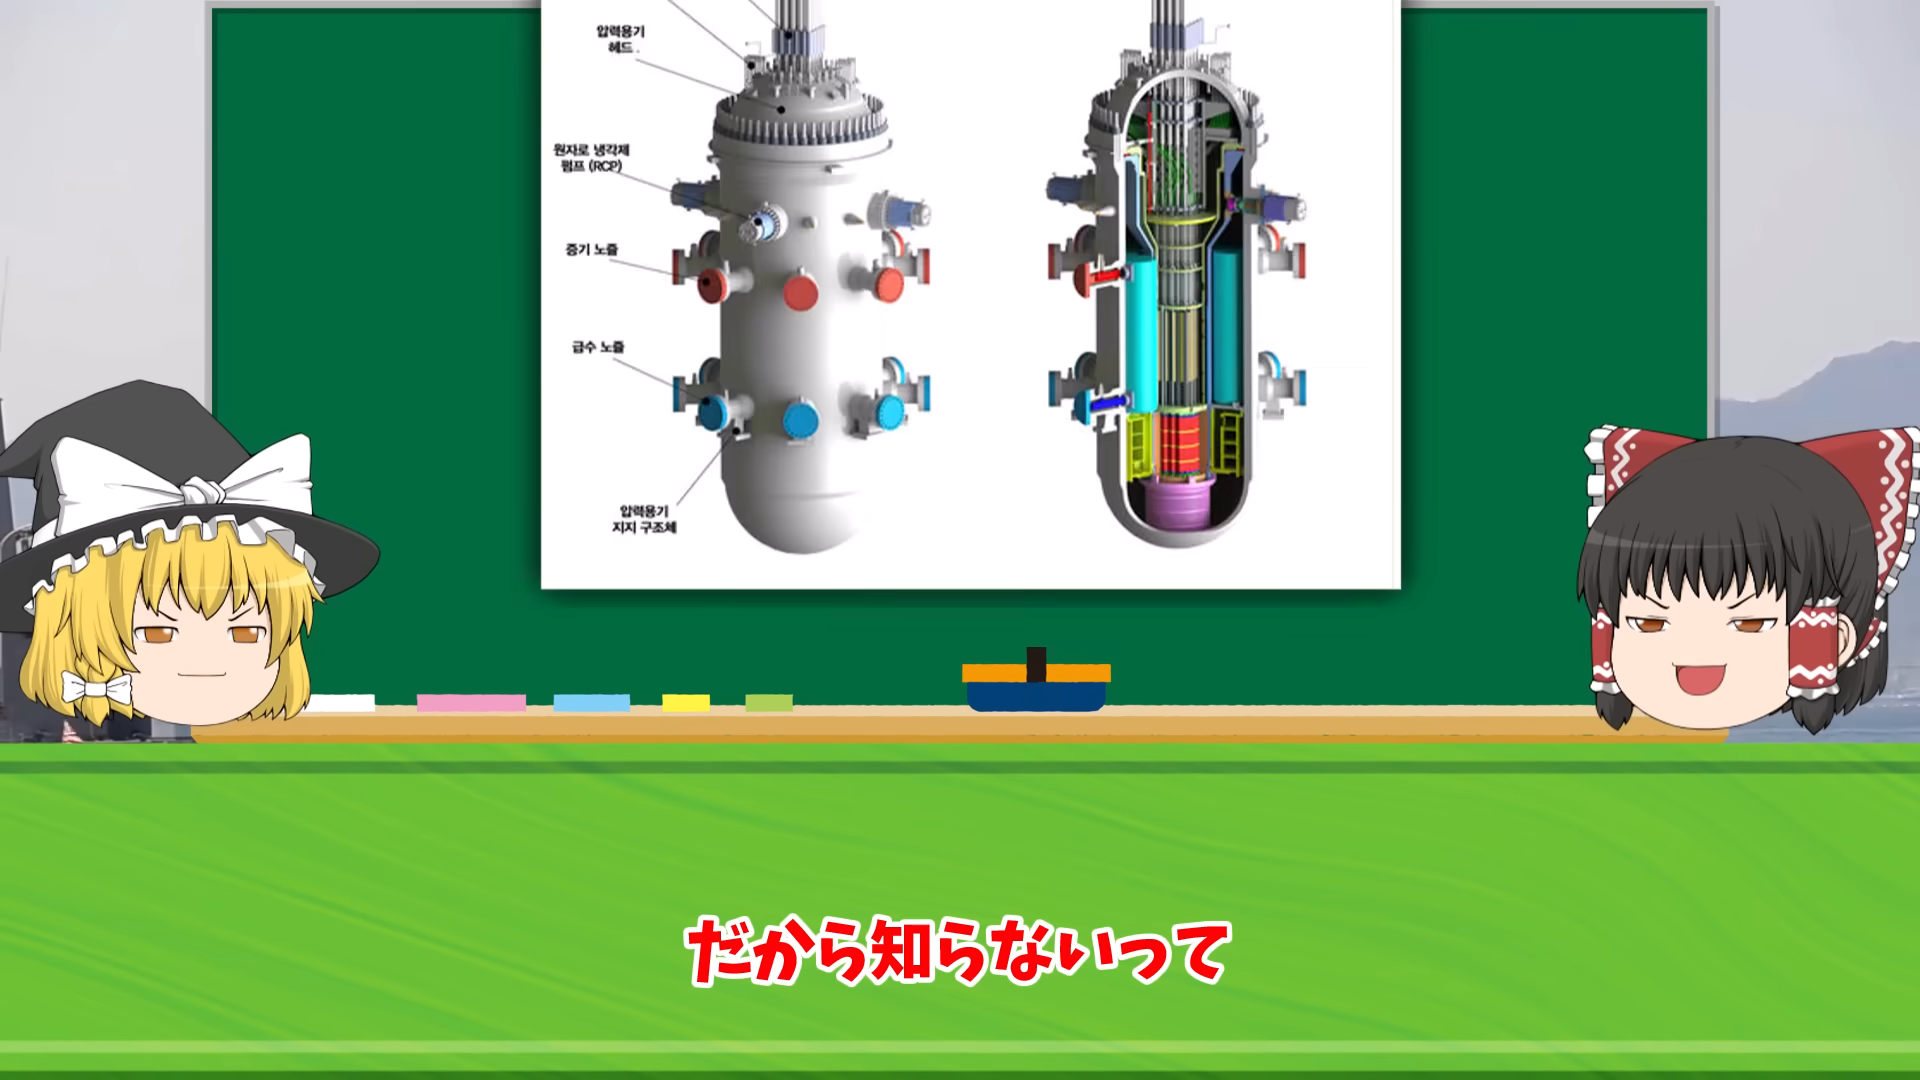 압력용기
헤드
원자로 냉각제
펌프 (RCP)
증기 노즐
급수 노즐
압력용기
지지 구조체
だから知らないって